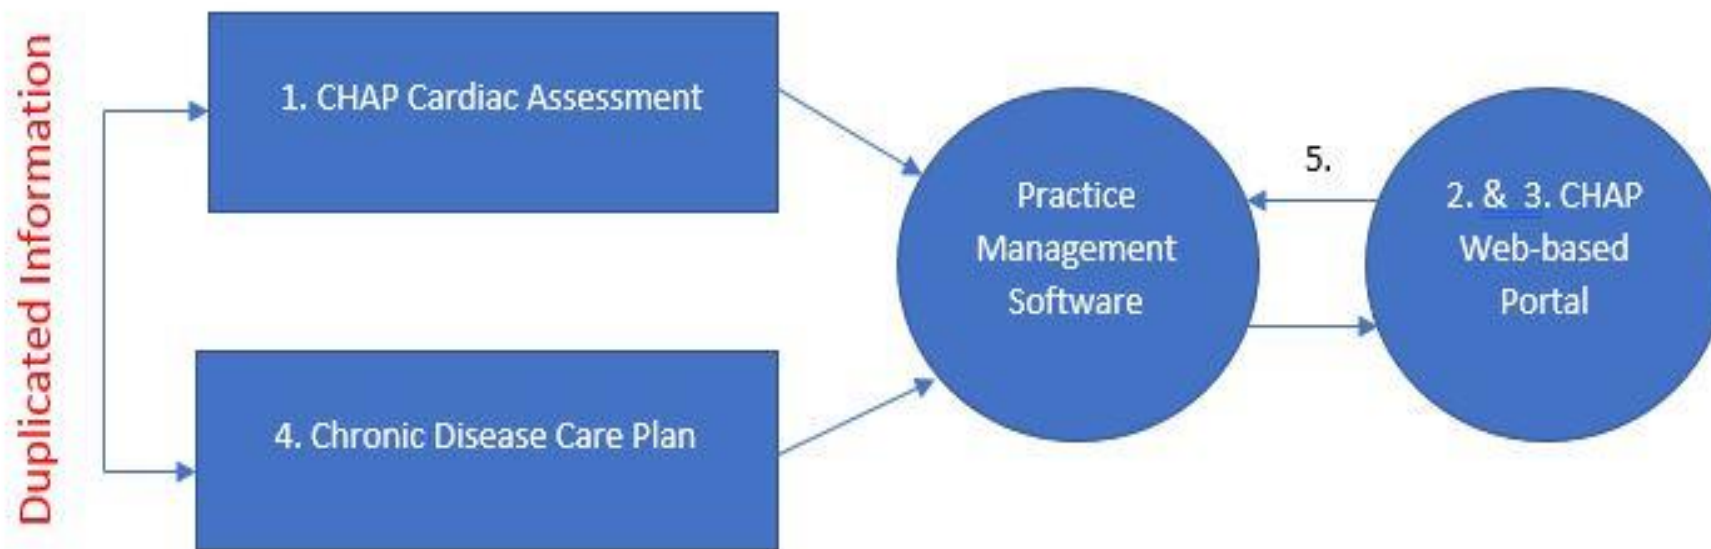 Duplicated Information
1. CHAP Cardiac Assessment
4. Chronic Disease Care Plan
Practice
Management
Software
5.
2. & 3. CHAP
Web-based
Portal